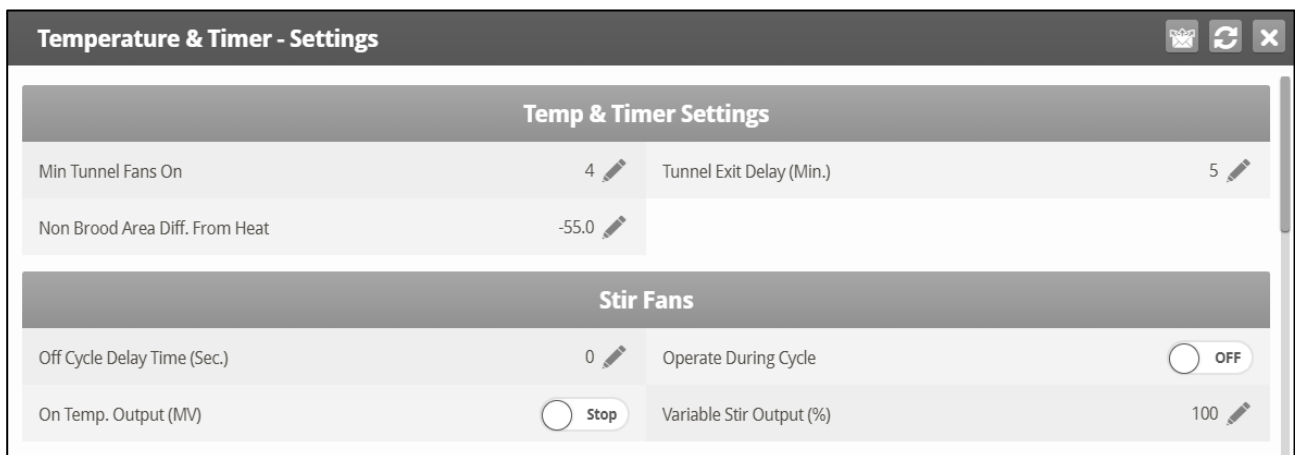 Temperature & Timer - Settings
Temp & Timer Settings
Min Tunnel Fans On 4 Tunnel Exit Delay (Min.) 5
Non Brood Area Diff. From Heat -55.0
Stir Fans
Off Cycle Delay Time (Sec.) 0 Operate During Cycle OFF
On Temp. Output (MV) Stop Variable Stir Output (%) 100